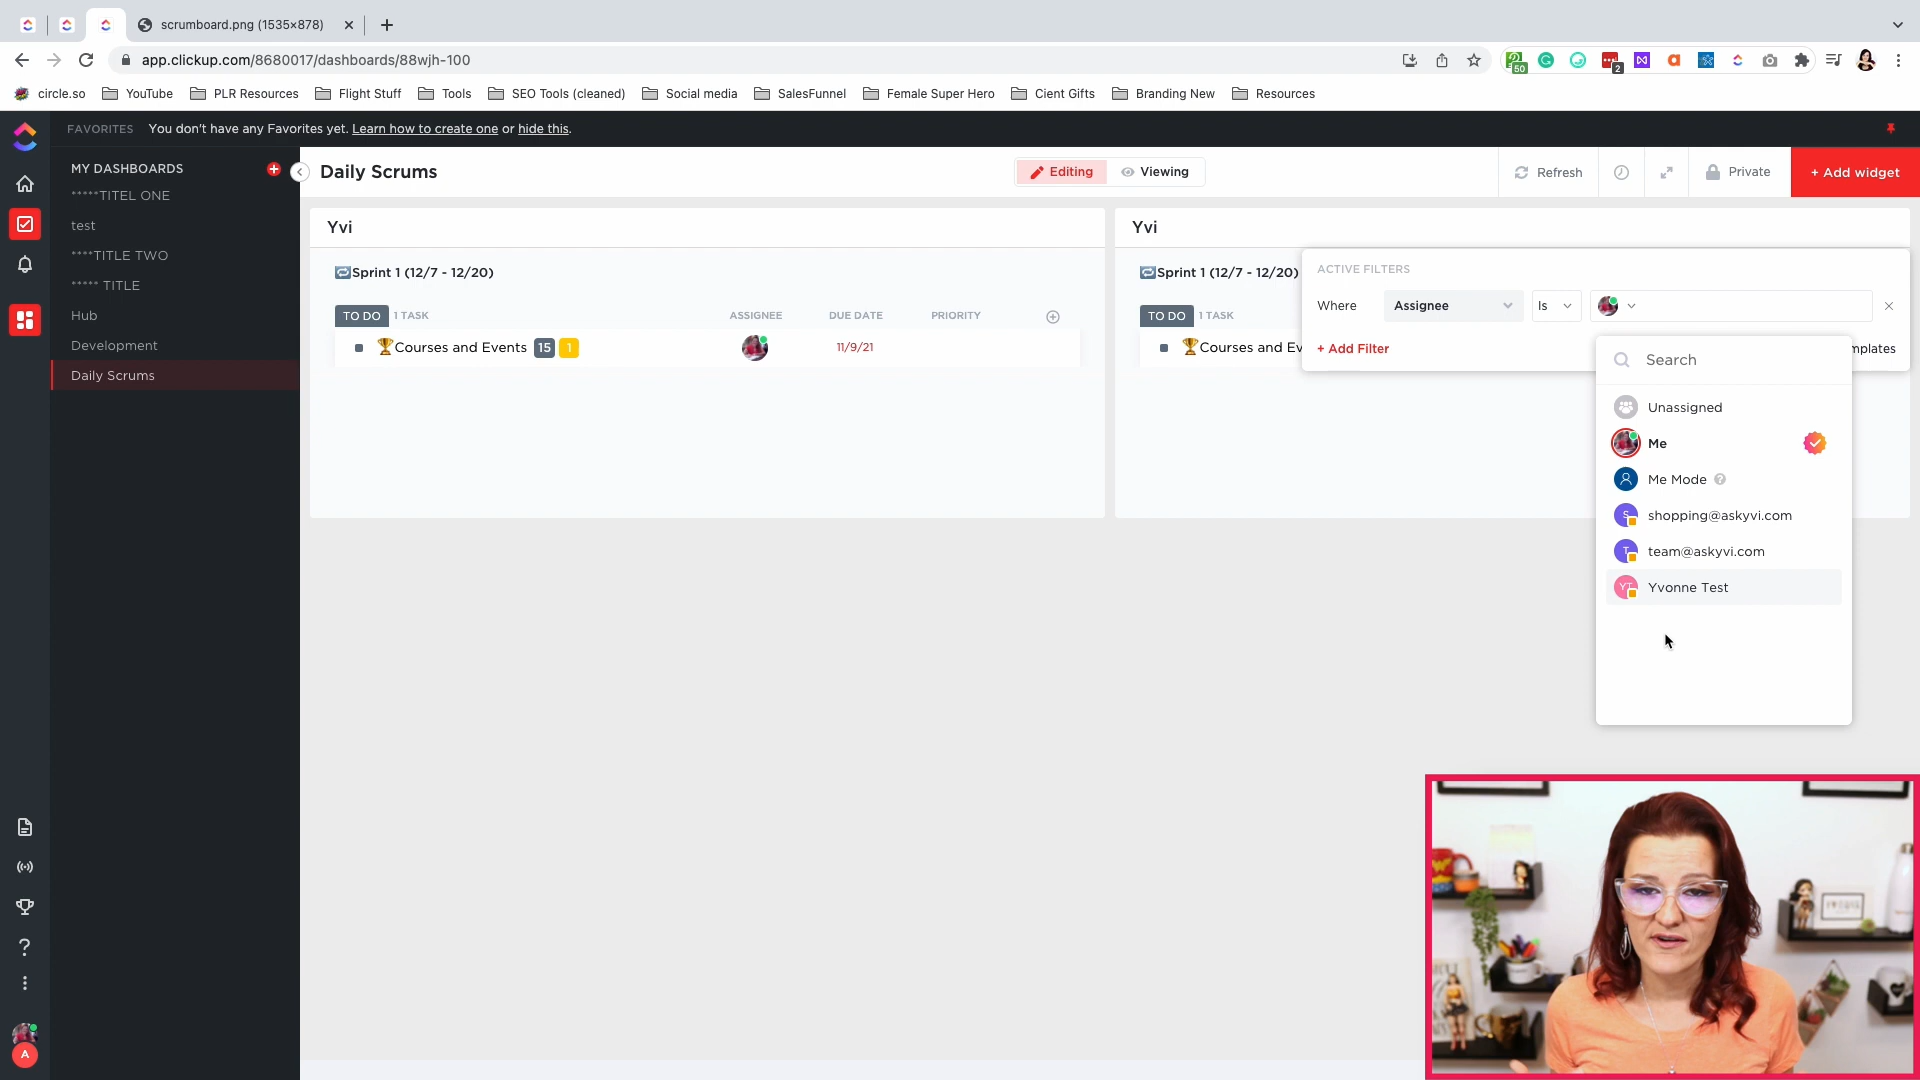 scrumboard.png (1535×878)
app.clickup.com/8680017/dashboards/88wjh-100
50
2
circle.so YouTube PLR Resources Flight Stuff Tools SEO Tools (cleaned) Social media SalesFunnel Female Super Hero Cient Gifts Branding New Resources
FAVORITES You don't have any Favorites yet. Learn how to create one or hide this.
MY DASHBOARDS
*****TITEL ONE
test
****TITLE TWO
***** TITLE
Hub
Development
Daily Scrums
A
Daily Scrums Editing Viewing Refresh Private + Add widget
Yvi
Sprint 1 (12/7 - 12/20)
TO DO 1 TASK ASSIGNEE DUE DATE PRIORITY
Courses and Events 15 1 11/9/21
Yvi
Sprint 1 (12/7 - 12/20)
TO DO 1 TASK
Courses and Ev
ACTIVE FILTERS
Where Assignee Is
+ Add Filter mplates
Search
Unassigned
Me
Me Mode
S shopping@askyvi.com
T team@askyvi.com
YT Yvonne Test